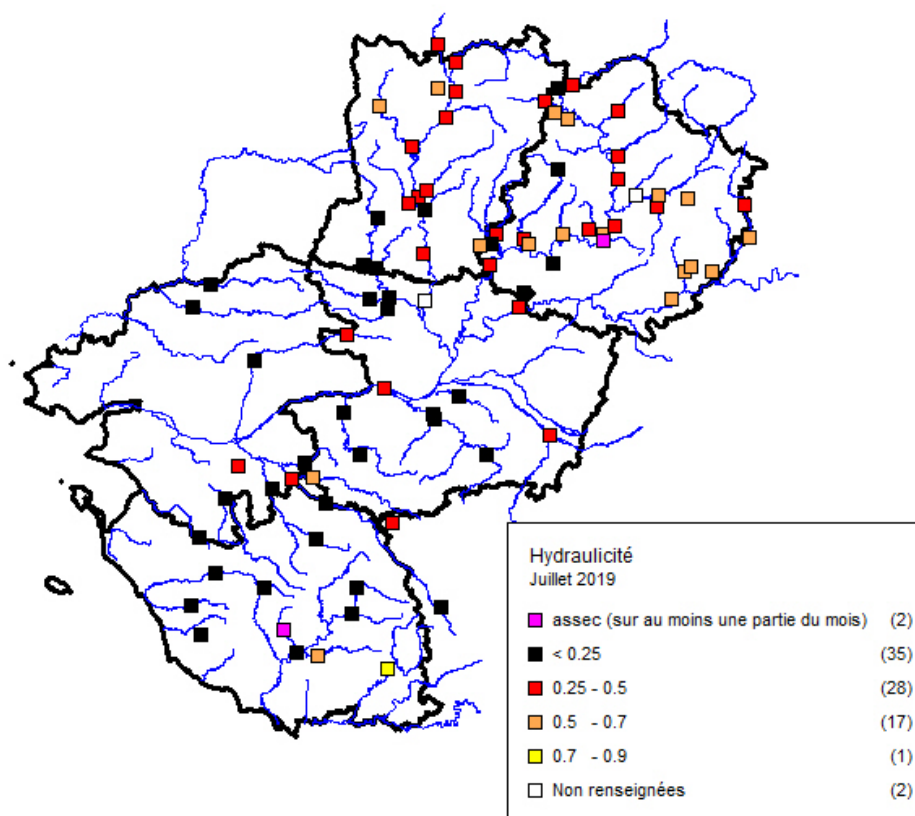 Hydraulicité
Juillet 2019
assec (sur au moins une partie du mois) (2)
< 0.25 (35)
0.25 - 0.5 (28)
0.5 - 0.7 (17)
0.7 - 0.9 (1)
Non renseignées (2)